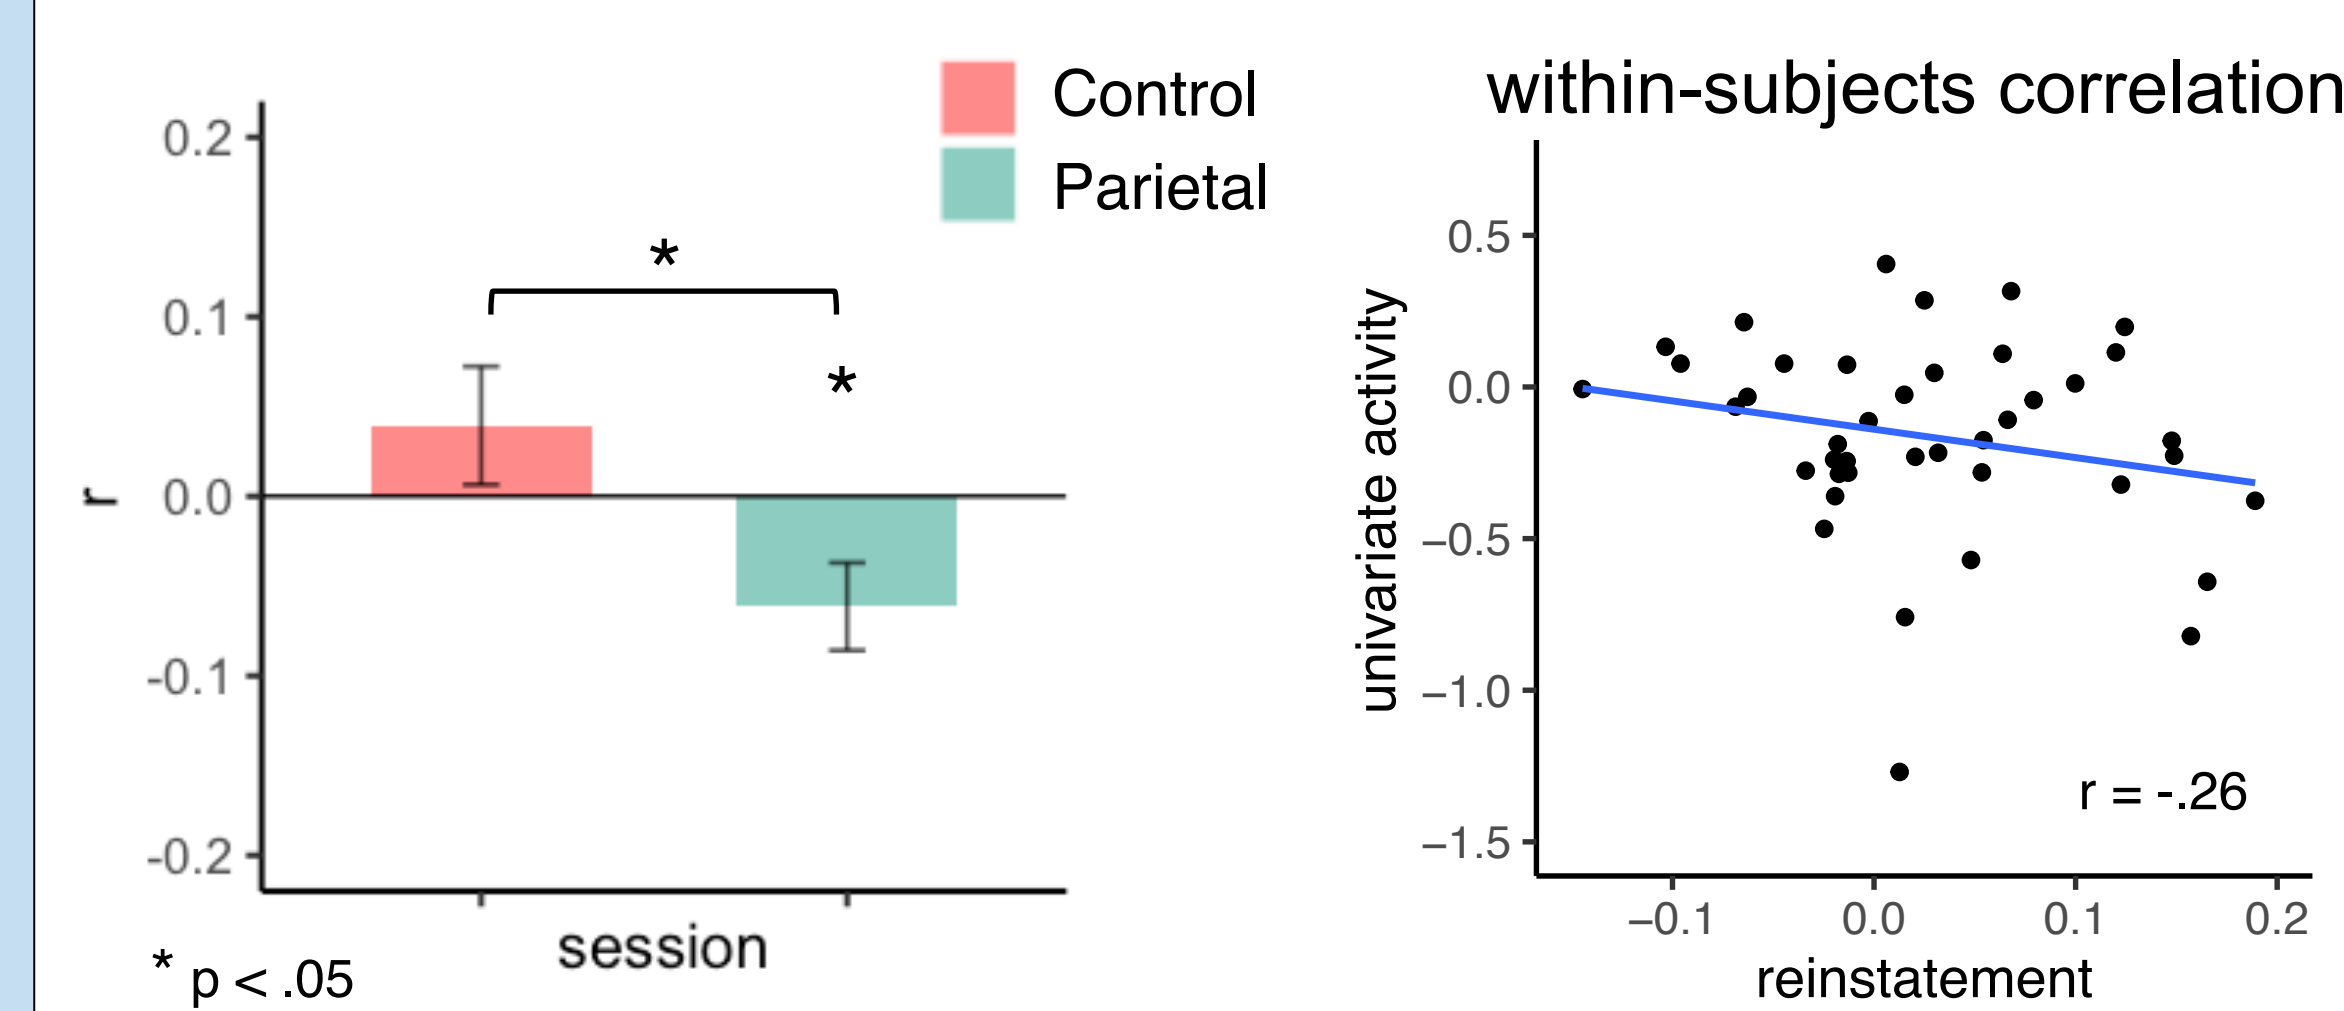 Control
Parietal
0.2
0.1
0.0
-0.1
-0.2
r
*
*
session
* p < .05
within-subjects correlation
0.5
0.0
−0.5
−1.0
−1.5
univariate activity
r = -.26
−0.1 0.0 0.1 0.2
reinstatement